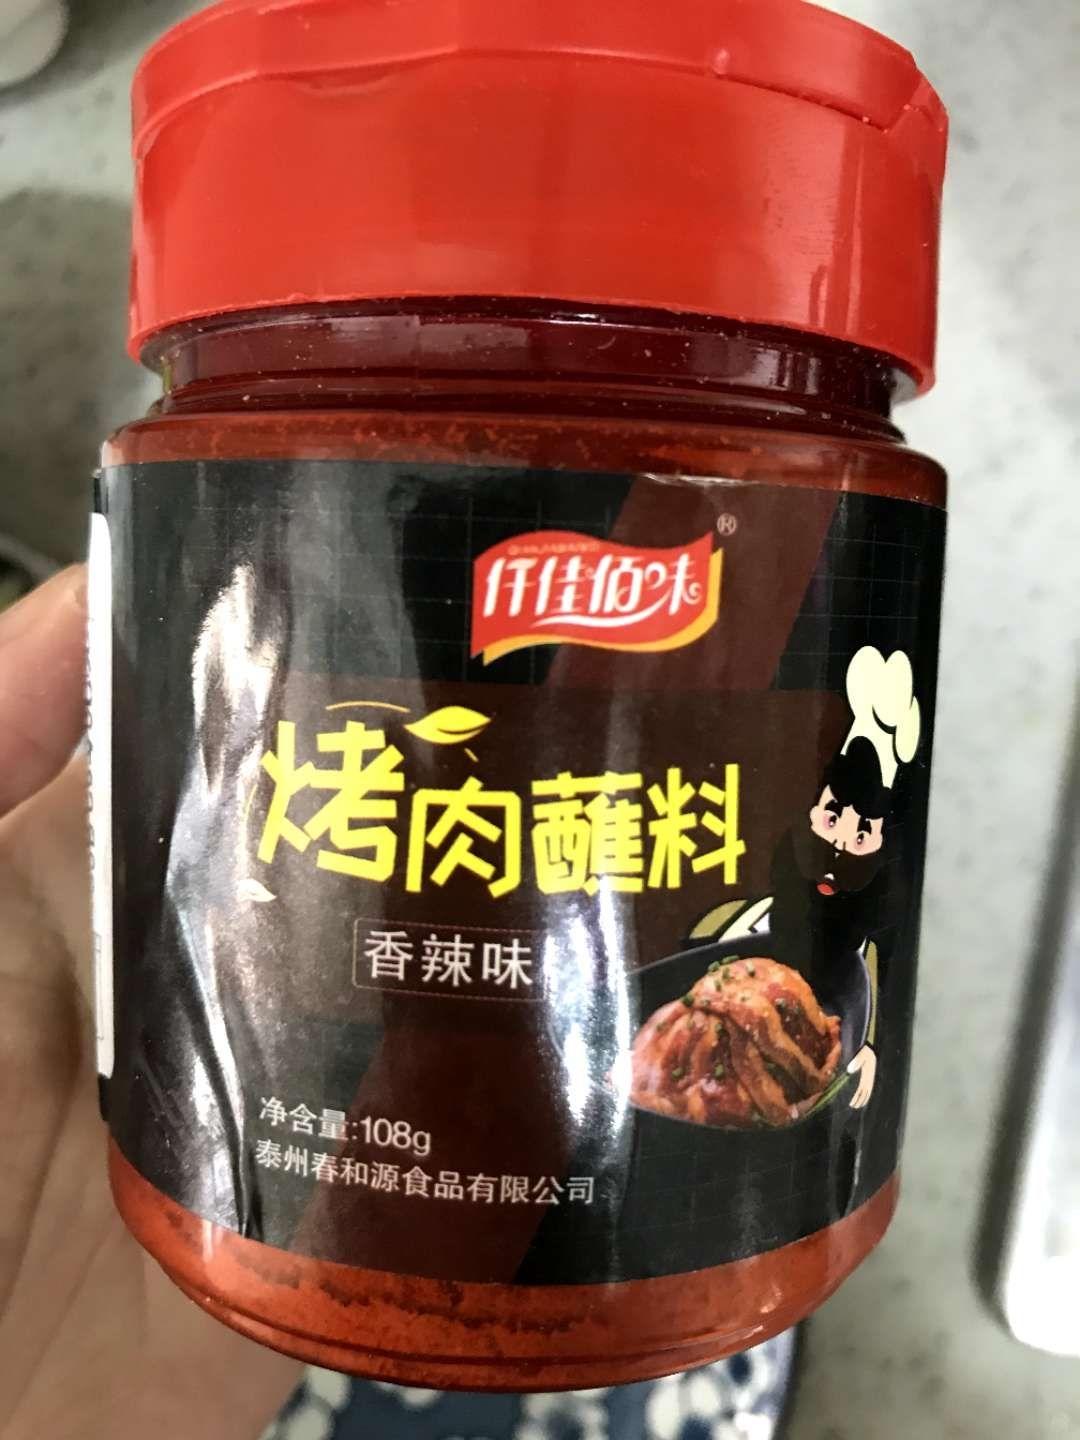 仟佳佰味
®
烤肉蘸料
香辣味
净含量:108g
泰州春和源食品有限公司